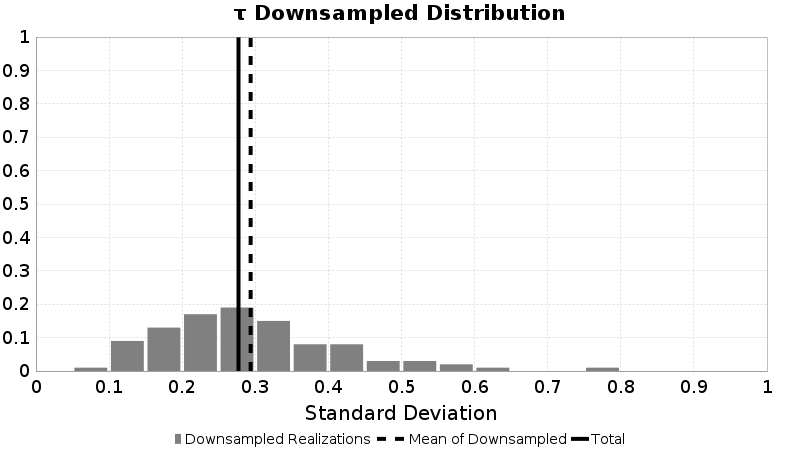 τ Downsampled Distribution
1
0.9
0.8
0.7
0.6
0.5
0.4
0.3
0.2
0.1
0
0 0.1 0.2 0.3 0.4 0.5 0.6 0.7 0.8 0.9 1
Standard Deviation
Downsampled Realizations Mean of Downsampled Total